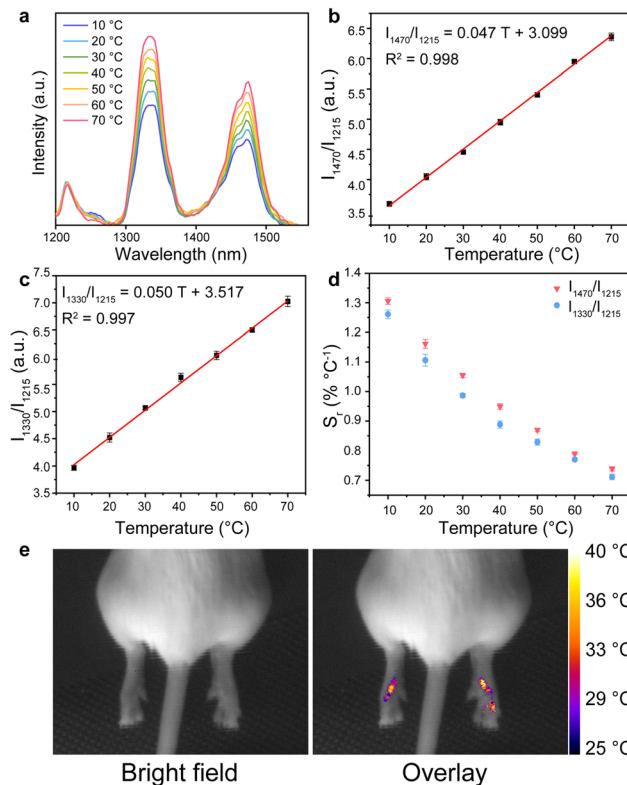 a
10 °C
20 °C
30 °C
40 °C
50 °C
60 °C
70 °C
Intensity (a.u.)
1200 1300 1400 1500
Wavelength (nm)
b
I1470/I1215 = 0.047 T + 3.099
R² = 0.998
I1470/I1215 (a.u.)
6.5
6.0
5.5
5.0
4.5
4.0
3.5
10 20 30 40 50 60 70
Temperature (°C)
c
I1330/I1215 = 0.050 T + 3.517
R² = 0.997
I1330/I1215 (a.u.)
7.5
7.0
6.5
6.0
5.5
5.0
4.5
4.0
3.5
10 20 30 40 50 60 70
Temperature (°C)
d
I1470/I1215
I1330/I1215
Sr (% °C⁻¹)
1.4
1.3
1.2
1.1
1.0
0.9
0.8
0.7
10 20 30 40 50 60 70
Temperature (°C)
e
40 °C
36 °C
33 °C
29 °C
25 °C
Bright field
Overlay